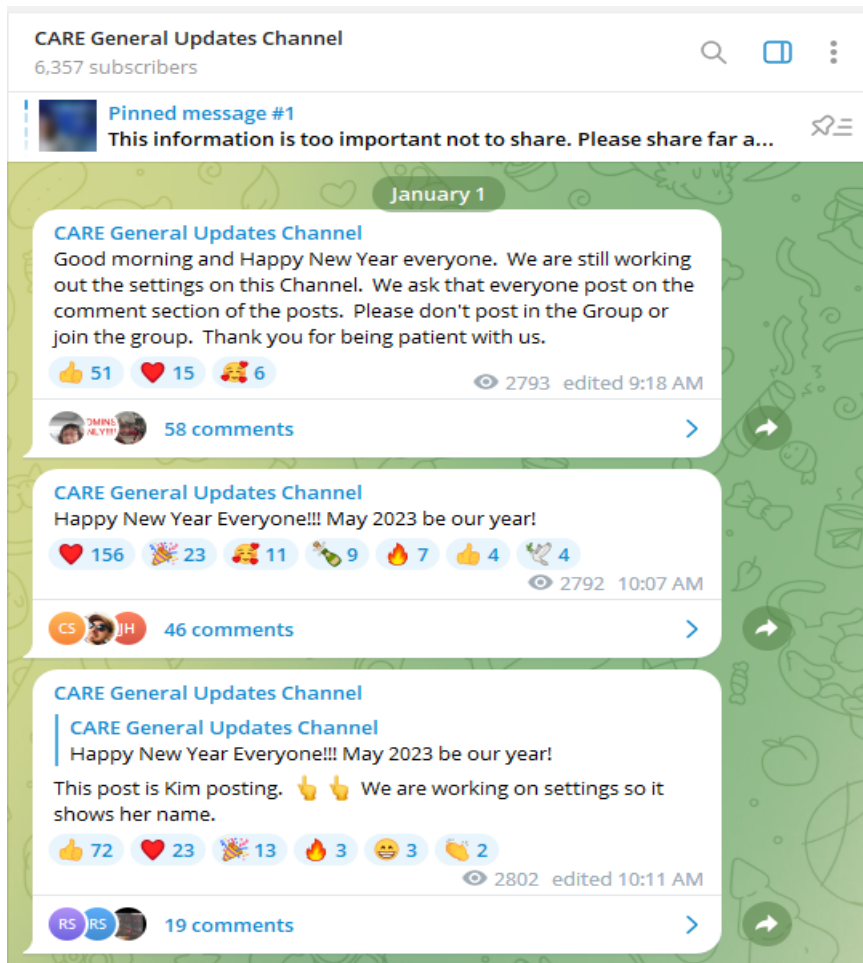 CARE General Updates Channel
6,357 subscribers
Pinned message #1
This information is too important not to share. Please share far a...
January 1
CARE General Updates Channel
Good morning and Happy New Year everyone.  We are still working
out the settings on this Channel.  We ask that everyone post on the
comment section of the posts.  Please don't post in the Group or
join the group.  Thank you for being patient with us.
👍 51 ❤️ 15 🥰 6
2793 edited 9:18 AM
58 comments
CARE General Updates Channel
Happy New Year Everyone!!! May 2023 be our year!
❤️ 156 🎉 23 🥰 11 🍾 9 🔥 7 👍 4 🕊 4
2792 10:07 AM
CS JH 46 comments
CARE General Updates Channel
CARE General Updates Channel
Happy New Year Everyone!!! May 2023 be our year!
This post is Kim posting. 👆 👆 We are working on settings so it
shows her name.
👍 72 ❤️ 23 🎉 13 🔥 3 😁 3 👏 2
2802 edited 10:11 AM
RS RS 19 comments